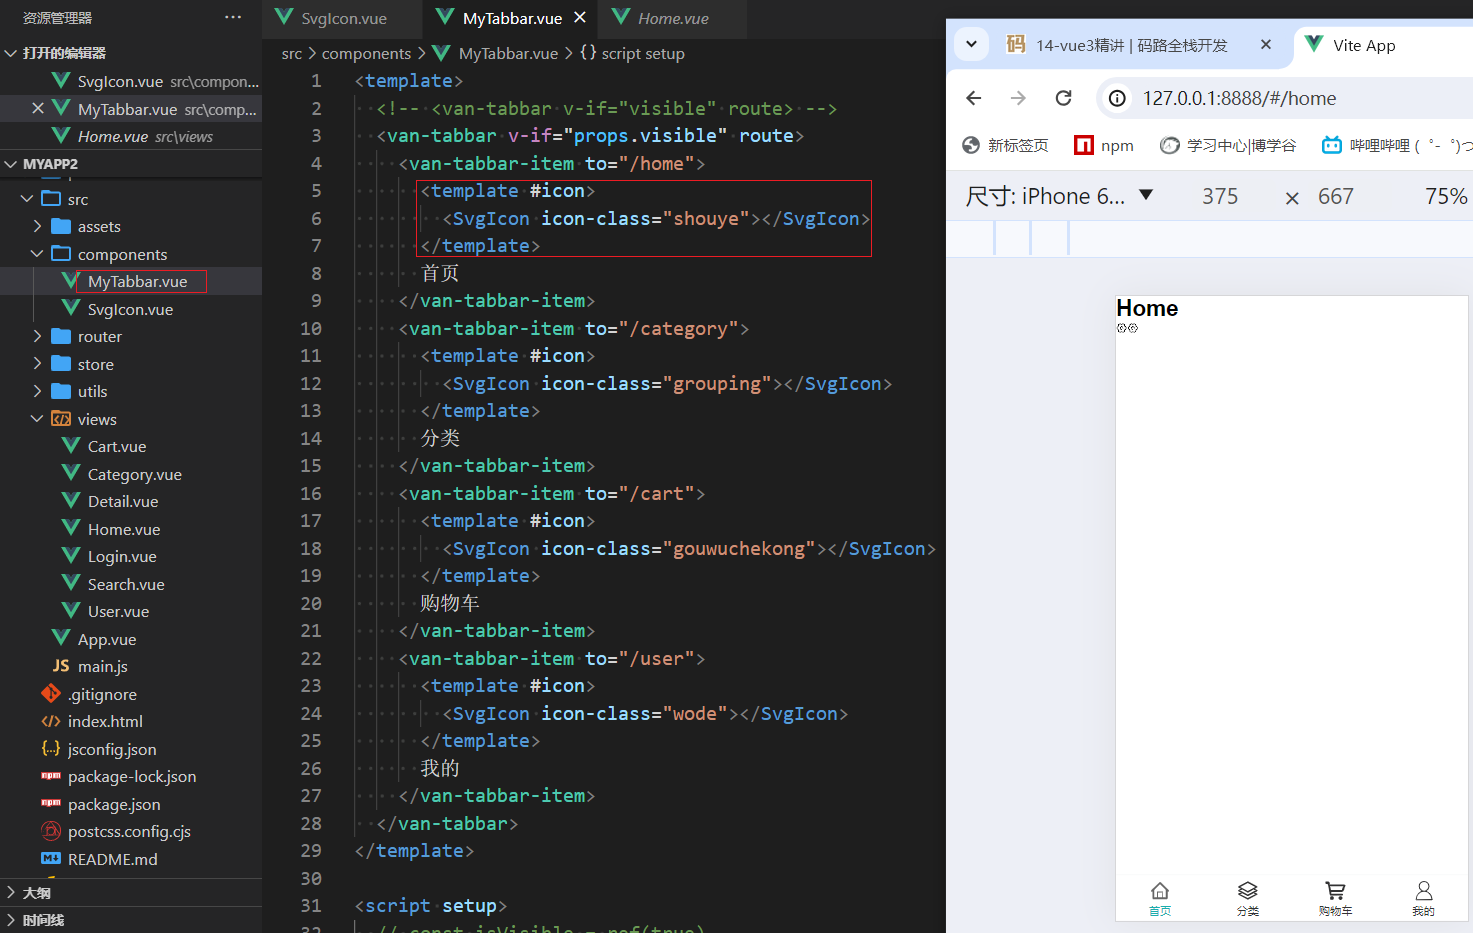 资源管理器
···
打开的编辑器
SvgIcon.vue src\compon...
MyTabbar.vue src\comp...
Home.vue src\views
MYAPP2
src
assets
components
MyTabbar.vue
SvgIcon.vue
router
store
utils
views
Cart.vue
Category.vue
Detail.vue
Home.vue
Login.vue
Search.vue
User.vue
App.vue
JS main.js
.gitignore
index.html
{..} jsconfig.json
npm package-lock.json
npm package.json
postcss.config.cjs
README.md
大纲
时间线
SvgIcon.vue
MyTabbar.vue
Home.vue
src > components > MyTabbar.vue > {} script setup
1 <template>
2 <!-- <van-tabbar v-if="visible" route> -->
3 <van-tabbar v-if="props.visible" route>
4 <van-tabbar-item to="/home">
5 <template #icon>
6 <SvgIcon icon-class="shouye"></SvgIcon>
7 </template>
8 首页
9 </van-tabbar-item>
10 <van-tabbar-item to="/category">
11 <template #icon>
12 <SvgIcon icon-class="grouping"></SvgIcon>
13 </template>
14 分类
15 </van-tabbar-item>
16 <van-tabbar-item to="/cart">
17 <template #icon>
18 <SvgIcon icon-class="gouwuchekong"></SvgIcon>
19 </template>
20 购物车
21 </van-tabbar-item>
22 <van-tabbar-item to="/user">
23 <template #icon>
24 <SvgIcon icon-class="wode"></SvgIcon>
25 </template>
26 我的
27 </van-tabbar-item>
28 </van-tabbar>
29 </template>
30
31 <script setup>
32 // const isVisible = ref(true)
码 14-vue3精讲 | 码路全栈开发
Vite App
127.0.0.1:8888/#/home
新标签页
npm
学习中心|博学谷
哔哩哔哩 ( ゜- ゜)つ
尺寸: iPhone 6... ▼ 375 × 667 75%
Home
首页
分类
购物车
我的